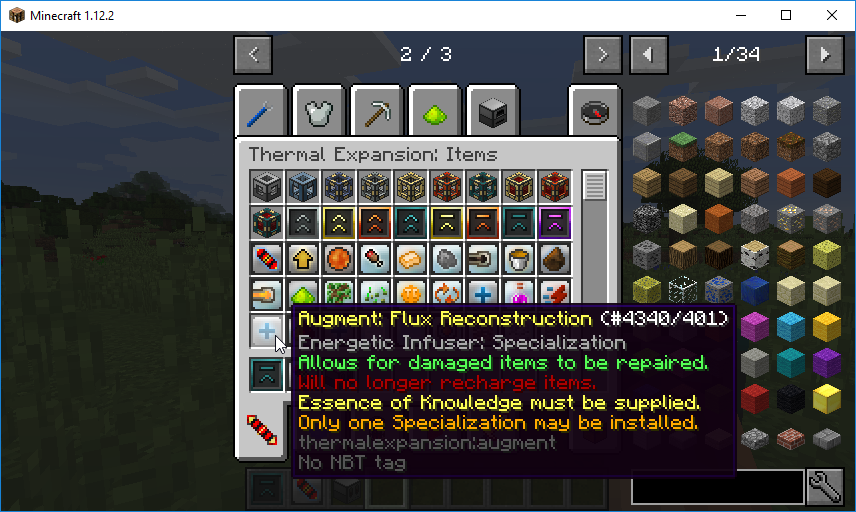 Minecraft 1.12.2
2 / 3
1/34
Thermal Expansion: Items
Augment: Flux Reconstruction (#4340/401)
Energetic Infuser: Specialization
Allows for damaged items to be repaired.
Will no longer recharge items.
Essence of Knowledge must be supplied.
Only one Specialization may be installed.
thermalexpansion:augment
No NBT tag